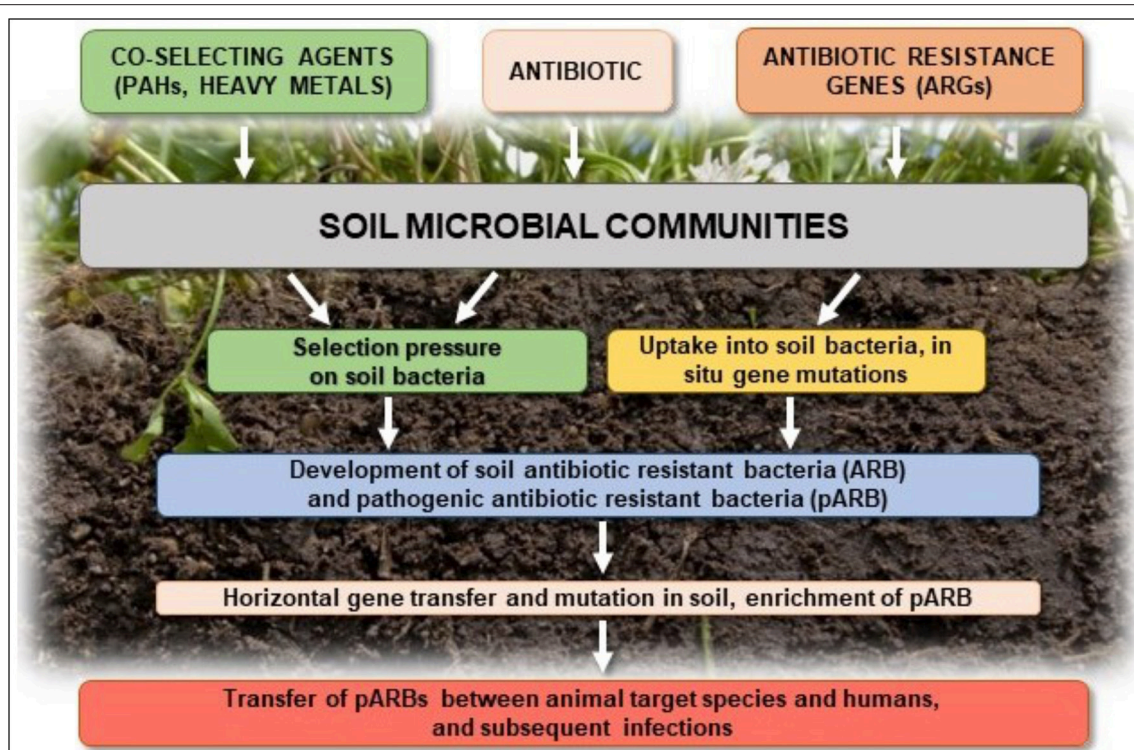 CO-SELECTING AGENTS
(PAHs, HEAVY METALS)
ANTIBIOTIC
ANTIBIOTIC RESISTANCE
GENES (ARGs)
SOIL MICROBIAL COMMUNITIES
Selection pressure
on soil bacteria
Uptake into soil bacteria, in
situ gene mutations
Development of soil antibiotic resistant bacteria (ARB)
and pathogenic antibiotic resistant bacteria (pARB)
Horizontal gene transfer and mutation in soil, enrichment of pARB
Transfer of pARBs between animal target species and humans,
and subsequent infections